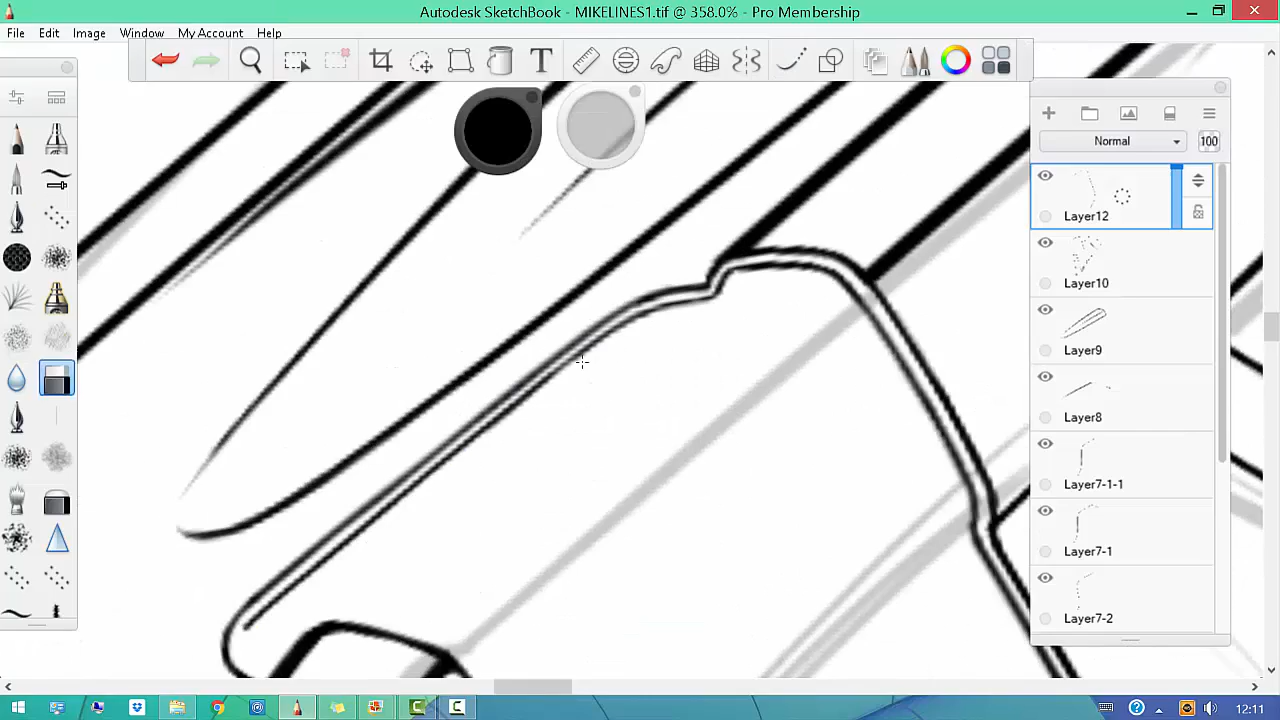 Autodesk SketchBook - MIKELINES1.tif @ 358.0% - Pro Membership
File Edit Image Window My Account Help
T
Normal 100
Layer12
Layer10
Layer9
Layer8
Layer7-1-1
Layer7-1
Layer7-2
12:11